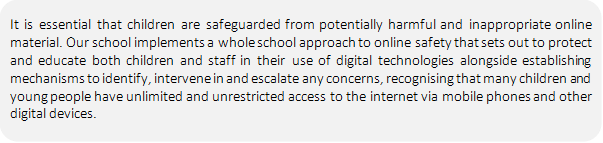 It is essential that children are safeguarded from potentially harmful and inappropriate online
material. Our school implements a whole school approach to online safety that sets out to protect
and educate both children and staff in their use of digital technologies alongside establishing
mechanisms to identify, intervene in and escalate any concerns, recognising that many children and
young people have unlimited and unrestricted access to the internet via mobile phones and other
digital devices.